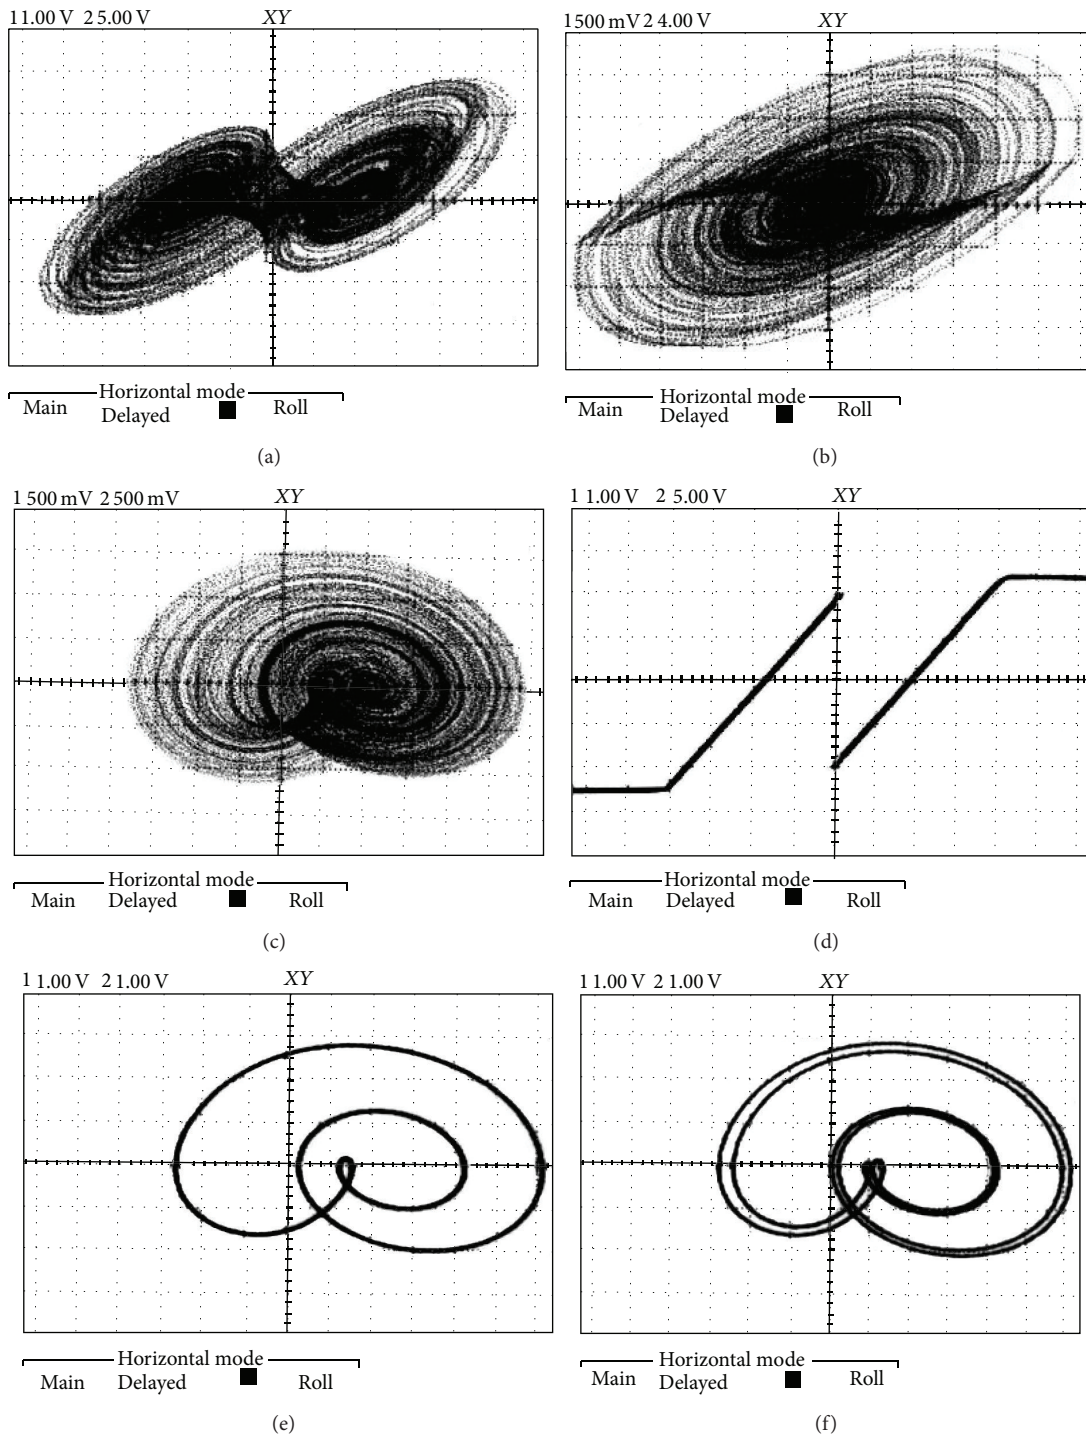 1 1.00 V 2 5.00 V XY
1 500 mV 2 4.00 V XY
Horizontal mode
Main Delayed Roll
Horizontal mode
Main Delayed Roll
(a)
(b)
1 500 mV 2 500 mV XY
1 1.00 V 2 5.00 V XY
Horizontal mode
Main Delayed Roll
Horizontal mode
Main Delayed Roll
(c)
(d)
1 1.00 V 2 1.00 V XY
1 1.00 V 2 1.00 V XY
Horizontal mode
Main Delayed Roll
Horizontal mode
Main Delayed Roll
(e)
(f)